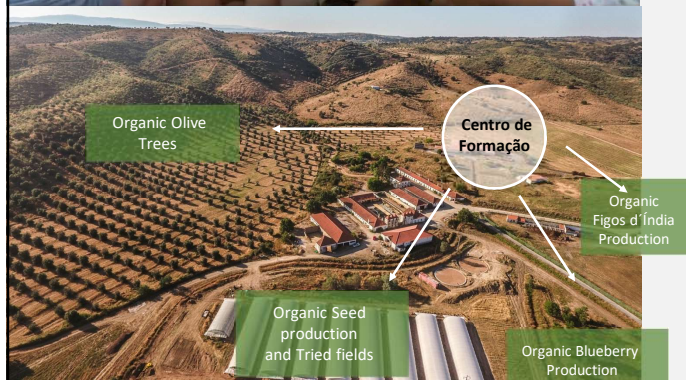 Organic Olive
Trees
Centro de
Formação
Organic
Figos d´Índia
Production
Organic Seed
production
and Tried fields
Organic Blueberry
Production